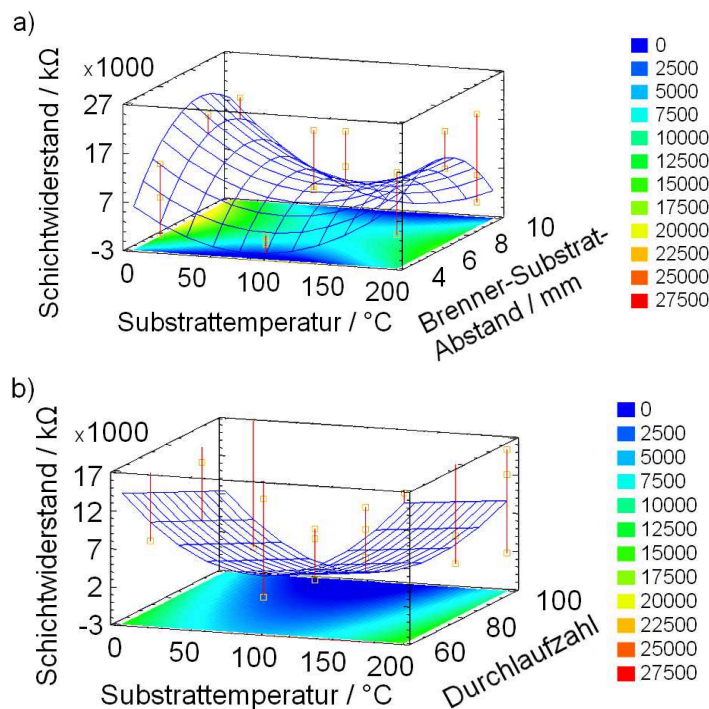 a)
×1000
27
17
7
-3
Schichtwiderstand / kΩ
0 50 100 150 200
Substrattemperatur / °C
4 6 8 10
Brenner-Substrat-
Abstand / mm
0
2500
5000
7500
10000
12500
15000
17500
20000
22500
25000
27500
b)
×1000
17
12
7
2
-3
Schichtwiderstand / kΩ
0 50 100 150 200
Substrattemperatur / °C
60 80 100
Durchlaufzahl
0
2500
5000
7500
10000
12500
15000
17500
20000
22500
25000
27500